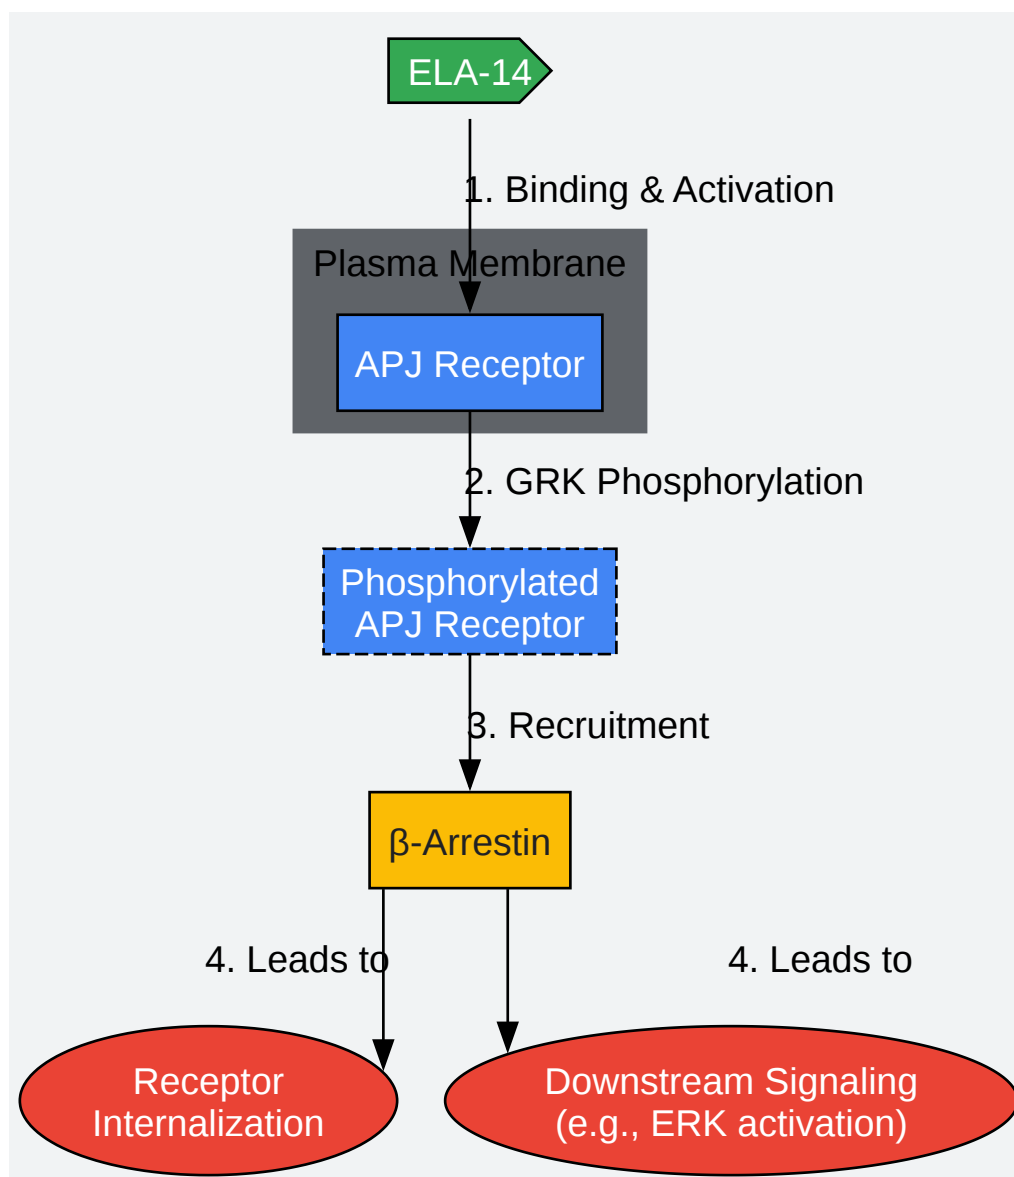 ELA-14
1. Binding & Activation
Plasma Membrane
APJ Receptor
2. GRK Phosphorylation
Phosphorylated
APJ Receptor
3. Recruitment
β-Arrestin
4. Leads to
4. Leads to
Receptor
Internalization
Downstream Signaling
(e.g., ERK activation)